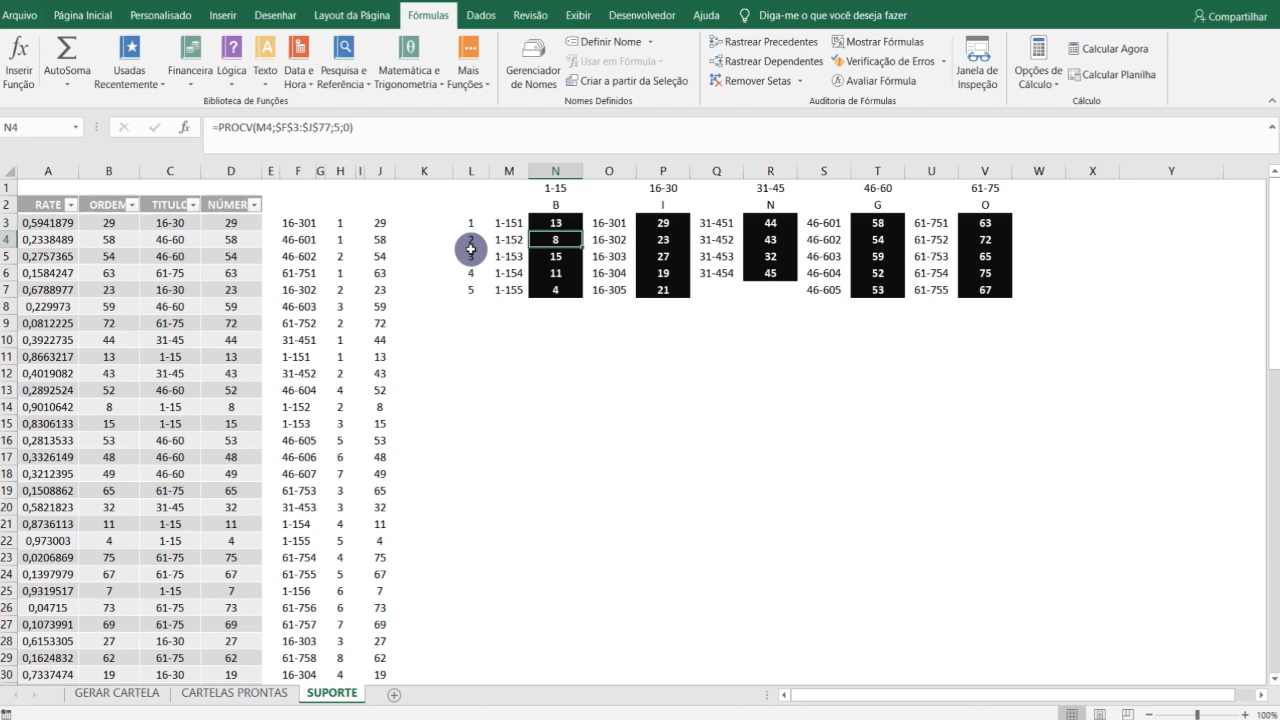 Arquivo Página Inicial Personalisado Inserir Desenhar Layout da Página Fórmulas Dados Revisão Exibir Desenvolvedor Ajuda Diga-me o que você deseja fazer Compartilhar
Inserir Função
AutoSoma
Usadas Recentemente
Financeira
Lógica
Texto
Data e Hora
Pesquisa e Referência
Matemática e Trigonometria
Mais Funções
Biblioteca de Funções
Gerenciador de Nomes
Definir Nome
Usar em Fórmula
Criar a partir da Seleção
Nomes Definidos
Rastrear Precedentes
Rastrear Dependentes
Remover Setas
Mostrar Fórmulas
Verificação de Erros
Avaliar Fórmula
Auditoria de Fórmulas
Janela de Inspeção
Opções de Cálculo
Calcular Agora
Calcular Planilha
Cálculo
N4 fx =PROCV(M4;$F$3:$J$77;5;0)
A B C D E F G H I J K L M N O P Q R S T U V W X Y
1 1-15 16-30 31-45 46-60 61-75
2 RATE ORDEM TITULC NÚMER B I N G O
3 0,5941879 29 16-30 29 16-301 1 29 1 1-151 13 16-301 29 31-451 44 46-601 58 61-751 63
4 0,2338489 58 46-60 58 46-601 1 58 2 1-152 8 16-302 23 31-452 43 46-602 54 61-752 72
5 0,2757365 54 46-60 54 46-602 2 54 3 1-153 15 16-303 27 31-453 32 46-603 59 61-753 65
6 0,1584247 63 61-75 63 61-751 1 63 4 1-154 11 16-304 19 31-454 45 46-604 52 61-754 75
7 0,6788977 23 16-30 23 16-302 2 23 5 1-155 4 16-305 21 46-605 53 61-755 67
8 0,229973 59 46-60 59 46-603 3 59
9 0,0812225 72 61-75 72 61-752 2 72
10 0,3922735 44 31-45 44 31-451 1 44
11 0,8663217 13 1-15 13 1-151 1 13
12 0,4019082 43 31-45 43 31-452 2 43
13 0,2892524 52 46-60 52 46-604 4 52
14 0,9010642 8 1-15 8 1-152 2 8
15 0,8306133 15 1-15 15 1-153 3 15
16 0,2813533 53 46-60 53 46-605 5 53
17 0,3326149 48 46-60 48 46-606 6 48
18 0,3212395 49 46-60 49 46-607 7 49
19 0,1508862 65 61-75 65 61-753 3 65
20 0,5821823 32 31-45 32 31-453 3 32
21 0,8736113 11 1-15 11 1-154 4 11
22 0,973003 4 1-15 4 1-155 5 4
23 0,0206869 75 61-75 75 61-754 4 75
24 0,1397979 67 61-75 67 61-755 5 67
25 0,9319517 7 1-15 7 1-156 6 7
26 0,04715 73 61-75 73 61-756 6 73
27 0,1073991 69 61-75 69 61-757 7 69
28 0,6153305 27 16-30 27 16-303 3 27
29 0,1624832 62 61-75 62 61-758 8 62
30 0,7337474 19 16-30 19 16-304 4 19
GERAR CARTELA CARTELAS PRONTAS SUPORTE
100%